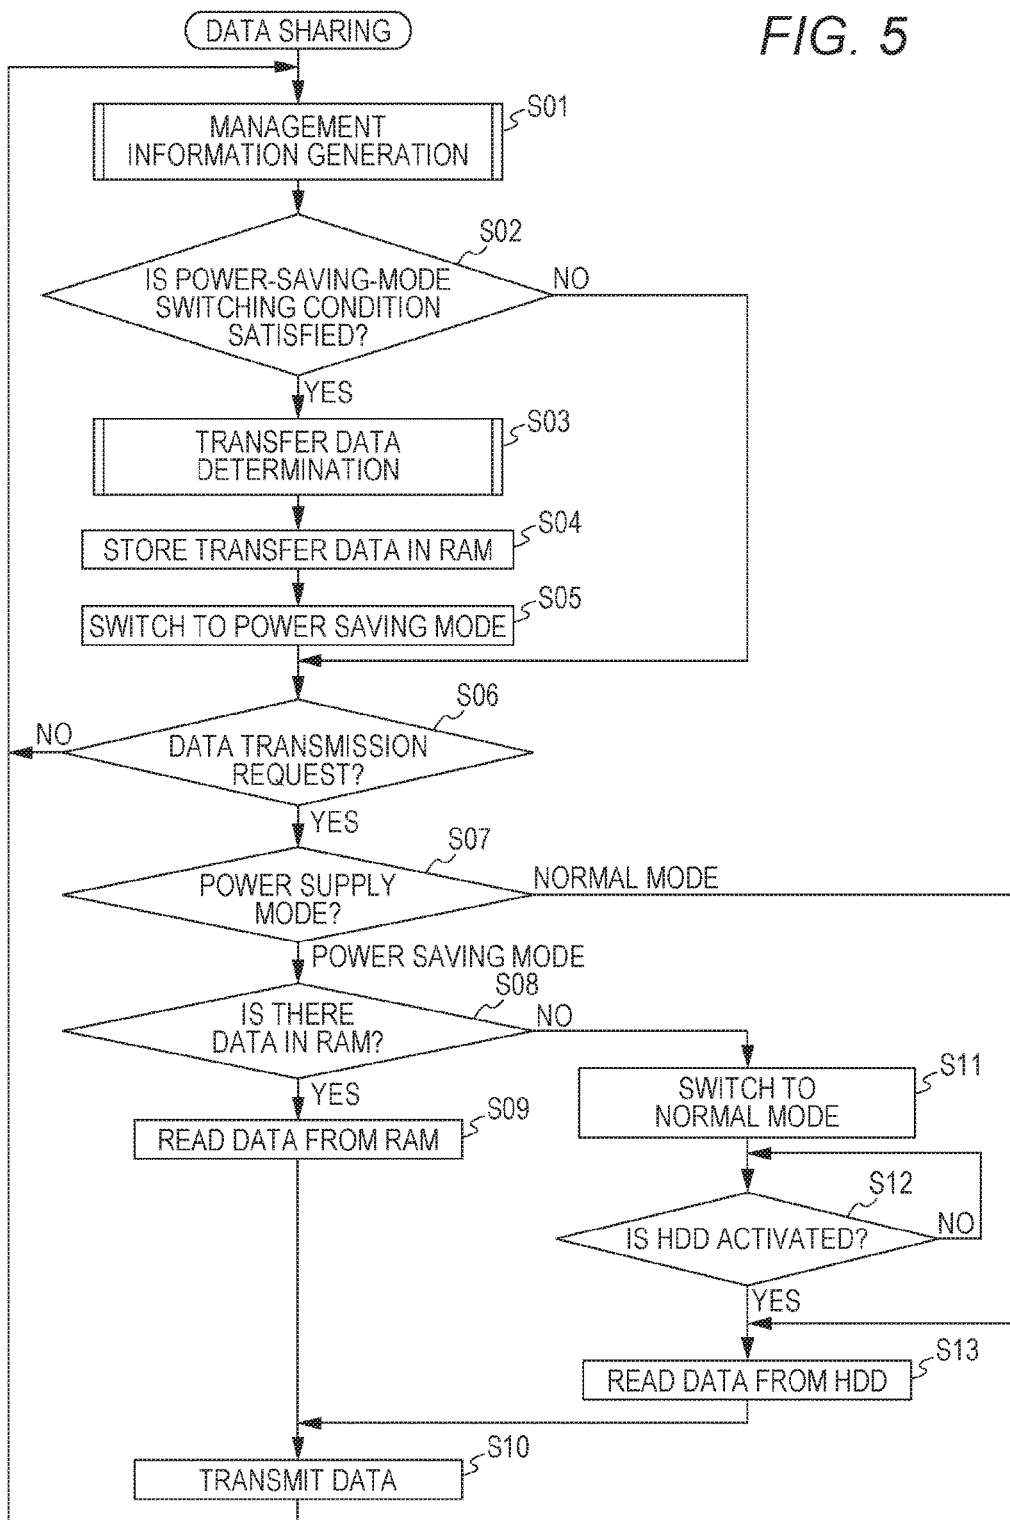 DATA SHARING
FIG. 5
S01
MANAGEMENT
INFORMATION GENERATION
S02
IS POWER-SAVING-MODE
SWITCHING CONDITION
SATISFIED?
NO
YES
S03
TRANSFER DATA
DETERMINATION
S04
STORE TRANSFER DATA IN RAM
S05
SWITCH TO POWER SAVING MODE
S06
NO
DATA TRANSMISSION
REQUEST?
YES
S07
POWER SUPPLY
MODE?
NORMAL MODE
POWER SAVING MODE
S08
IS THERE
DATA IN RAM?
NO
YES
S11
SWITCH TO
NORMAL MODE
S09
READ DATA FROM RAM
S12
IS HDD ACTIVATED?
NO
YES
S13
READ DATA FROM HDD
S10
TRANSMIT DATA